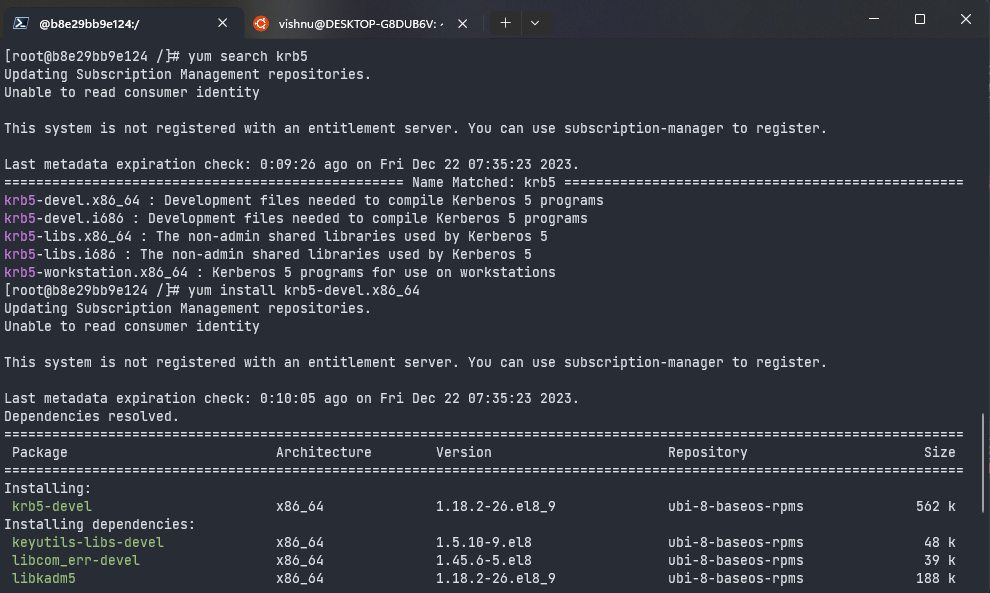 @b8e29bb9e124:/
vishnu@DESKTOP-G8DUB6V:
[root@b8e29bb9e124 /]# yum search krb5
Updating Subscription Management repositories.
Unable to read consumer identity
This system is not registered with an entitlement server. You can use subscription-manager to register.
Last metadata expiration check: 0:09:26 ago on Fri Dec 22 07:35:23 2023.
================================================== Name Matched: krb5 ==================================================
krb5-devel.x86_64 : Development files needed to compile Kerberos 5 programs
krb5-devel.i686 : Development files needed to compile Kerberos 5 programs
krb5-libs.x86_64 : The non-admin shared libraries used by Kerberos 5
krb5-libs.i686 : The non-admin shared libraries used by Kerberos 5
krb5-workstation.x86_64 : Kerberos 5 programs for use on workstations
[root@b8e29bb9e124 /]# yum install krb5-devel.x86_64
Updating Subscription Management repositories.
Unable to read consumer identity
This system is not registered with an entitlement server. You can use subscription-manager to register.
Last metadata expiration check: 0:10:05 ago on Fri Dec 22 07:35:23 2023.
Dependencies resolved.
========================================================================================================================
Package Architecture Version Repository Size
========================================================================================================================
Installing:
krb5-devel x86_64 1.18.2-26.el8_9 ubi-8-baseos-rpms 562 k
Installing dependencies:
keyutils-libs-devel x86_64 1.5.10-9.el8 ubi-8-baseos-rpms 48 k
libcom_err-devel x86_64 1.45.6-5.el8 ubi-8-baseos-rpms 39 k
libkadm5 x86_64 1.18.2-26.el8_9 ubi-8-baseos-rpms 188 k